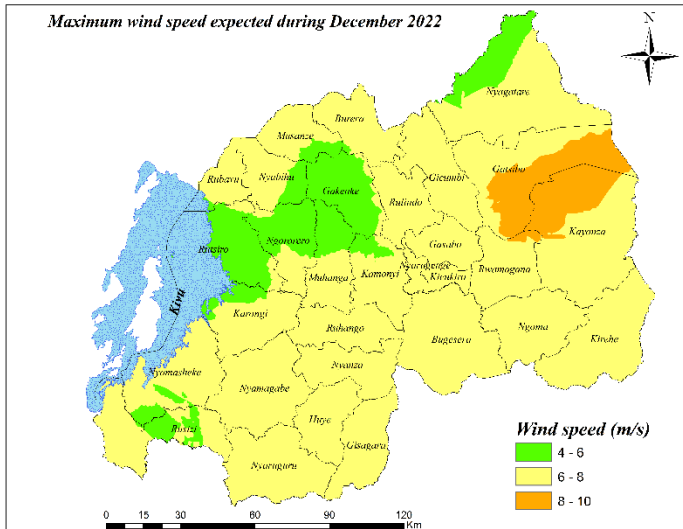 Maximum wind speed expected during December 2022
N
Nyagatare
Burera
Musanze
Gatsibo
Rubavu
Nyabihu
Gakenke
Gicumbi
Rulindo
Kayonza
Rutsiro
Ngororero
Gasabo
Nyarugenge
Kicukiro
Rwamagana
Muhanga
Kamonyi
Kivu
Karongi
Ruhango
Bugesera
Ngoma
Kirehe
Nyamasheke
Nyanza
Nyamagabe
Huye
Rusizi
Gisagara
Nyaruguru
Wind speed (m/s)
4 - 6
6 - 8
8 - 10
0 15 30 60 90 120
Km